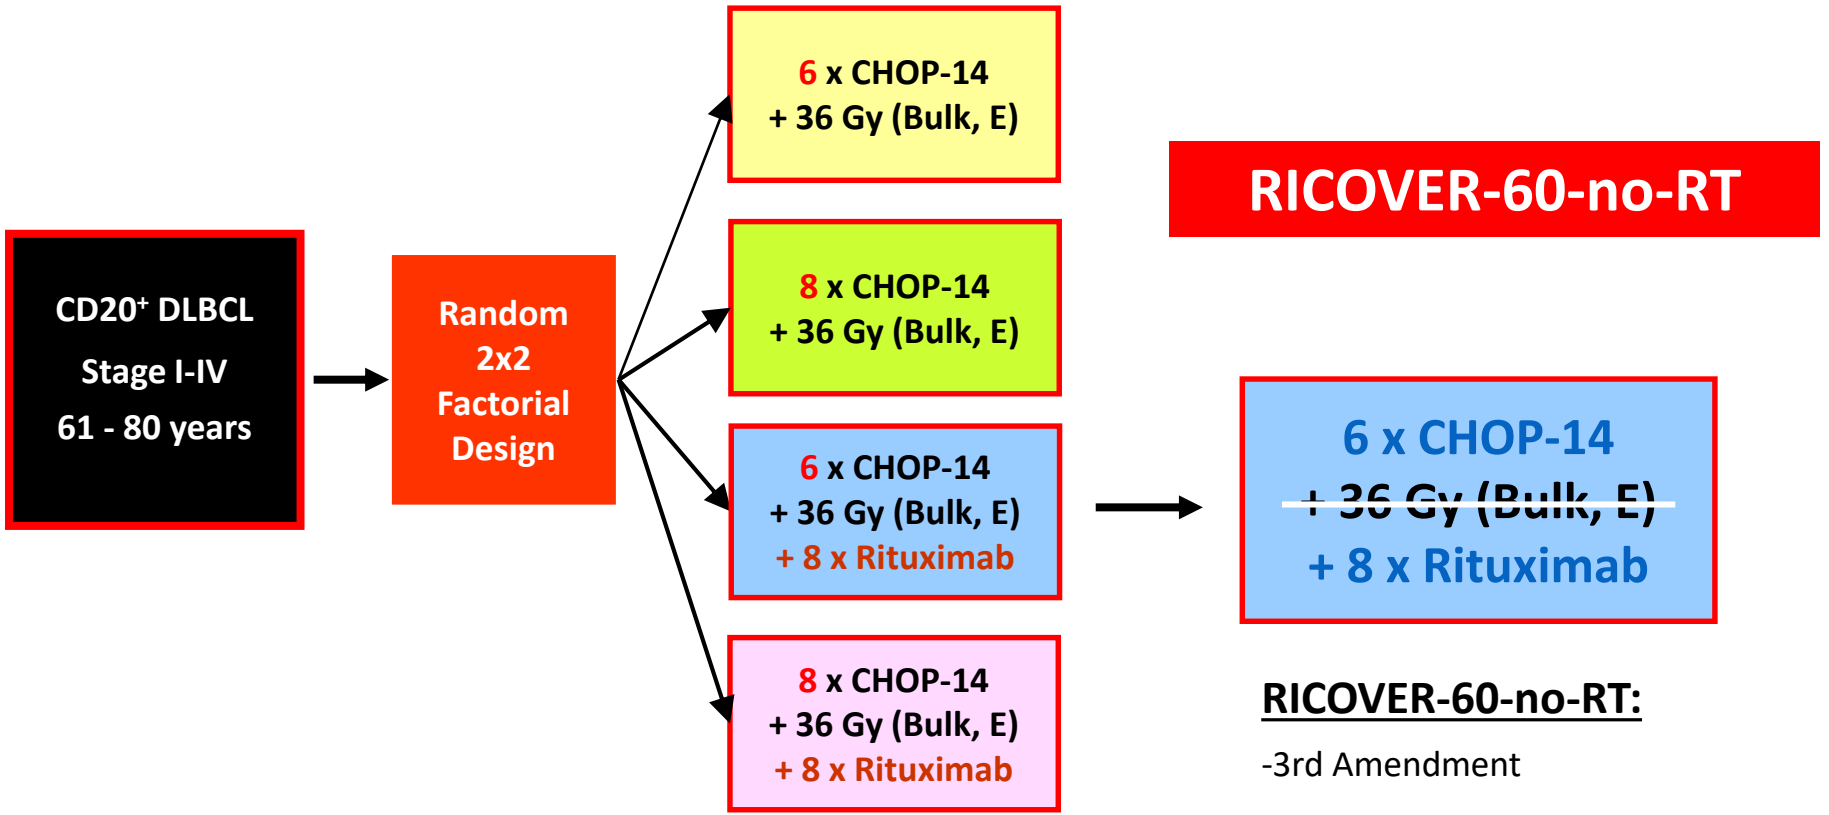 CD20+ DLBCL
Stage I-IV
61 - 80 years
Random
2x2
Factorial
Design
6 x CHOP-14
+ 36 Gy (Bulk, E)
8 x CHOP-14
+ 36 Gy (Bulk, E)
6 x CHOP-14
+ 36 Gy (Bulk, E)
+ 8 x Rituximab
8 x CHOP-14
+ 36 Gy (Bulk, E)
+ 8 x Rituximab
RICOVER-60-no-RT
6 x CHOP-14
+ 36 Gy (Bulk, E)
+ 8 x Rituximab
RICOVER-60-no-RT:
-3rd Amendment